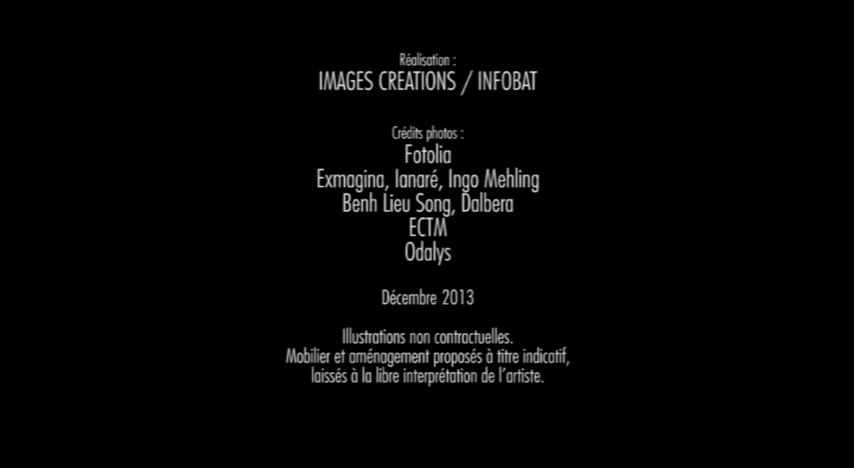 Réalisation :
IMAGES CREATIONS / INFOBAT
Crédits photos :
Fotolia
Exmagina, Ianaré, Ingo Mehling
Benh Lieu Song, Dalbera
ECTM
Odalys
Décembre 2013
Illustrations non contractuelles.
Mobilier et aménagement proposés à titre indicatif,
laissés à la libre interprétation de l'artiste.